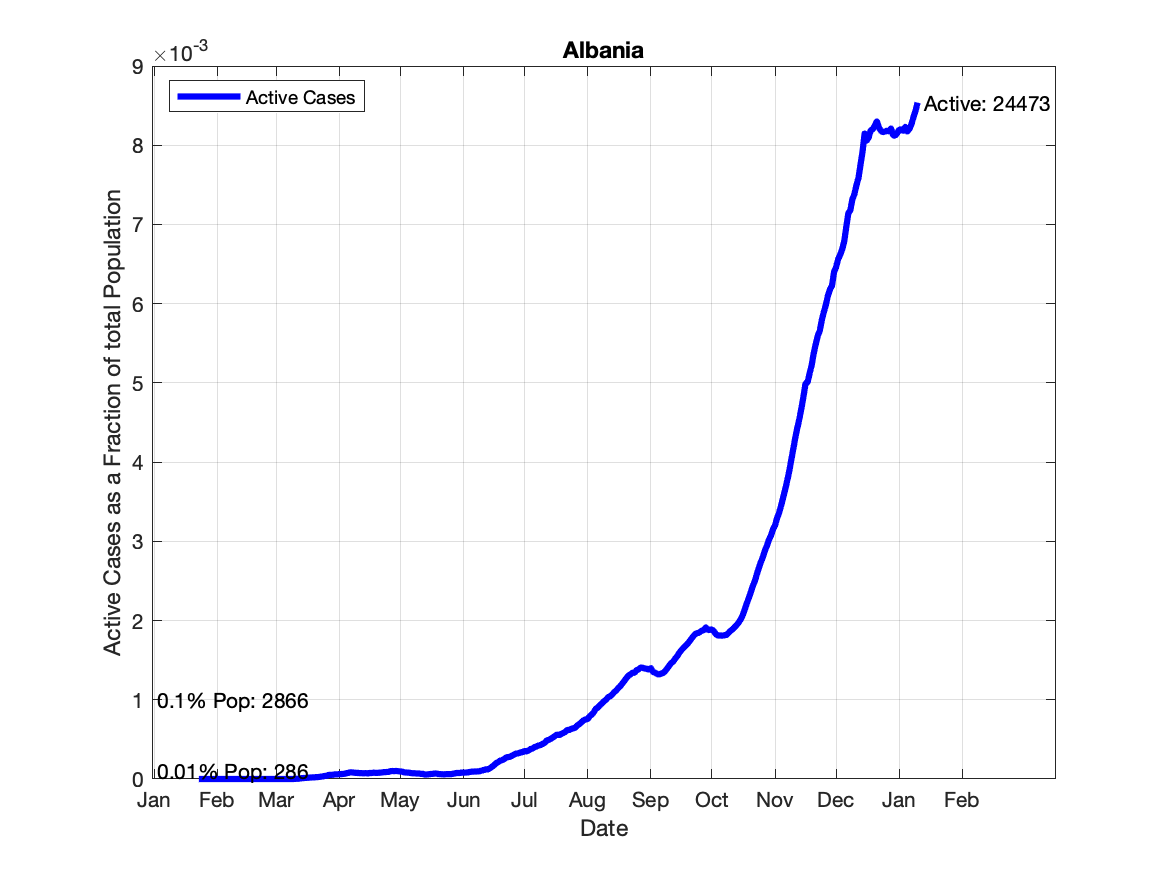 Albania
×10-3
9
8
7
6
5
4
3
2
1
0
Active Cases as a Fraction of total Population
Active Cases
Active: 24473
0.1% Pop: 2866
0.01% Pop: 286
Jan Feb Mar Apr May Jun Jul Aug Sep Oct Nov Dec Jan Feb
Date